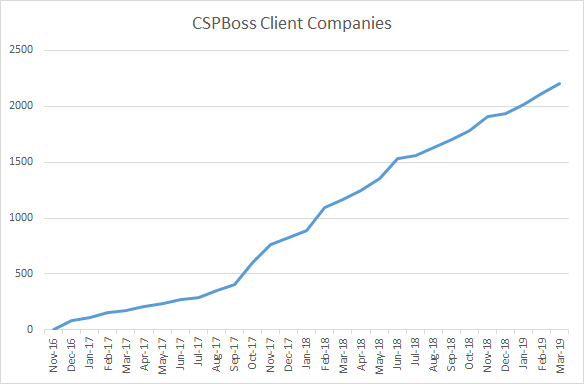 CSPBoss Client Companies
2500
2000
1500
1000
500
0
Nov-16
Dec-16
Jan-17
Feb-17
Mar-17
Apr-17
May-17
Jun-17
Jul-17
Aug-17
Sep-17
Oct-17
Nov-17
Dec-17
Jan-18
Feb-18
Mar-18
Apr-18
May-18
Jun-18
Jul-18
Aug-18
Sep-18
Oct-18
Nov-18
Dec-18
Jan-19
Feb-19
Mar-19